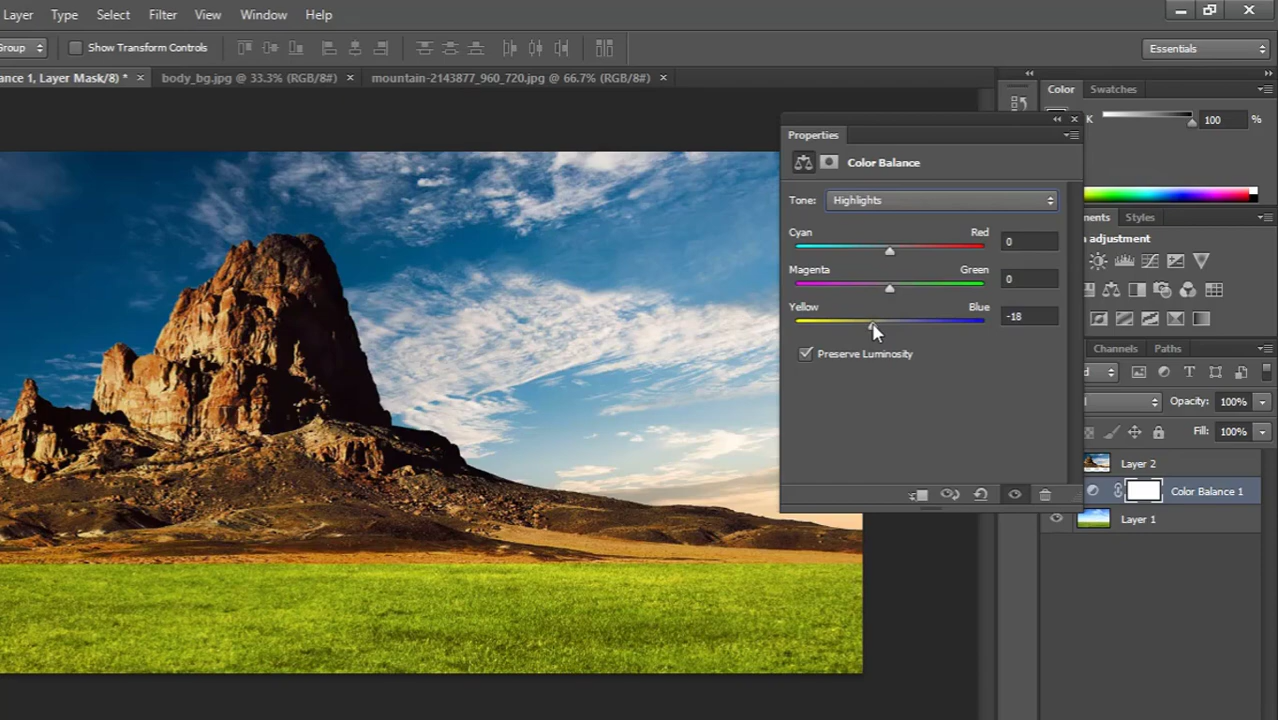 Layer Type Select Filter View Window Help
Group Show Transform Controls Essentials
ance 1, Layer Mask/8) * × body_bg.jpg @ 33.3% (RGB/8#) × mountain-2143877_960_720.jpg @ 66.7% (RGB/8#) ×
Color Swatches
K 100 %
Properties
Color Balance
Tone: Highlights
Cyan Red 0
Magenta Green 0
Yellow Blue -18
Preserve Luminosity
ments Styles
n adjustment
Channels Paths
d
l Opacity: 100%
Fill: 100%
Layer 2
Color Balance 1
Layer 1